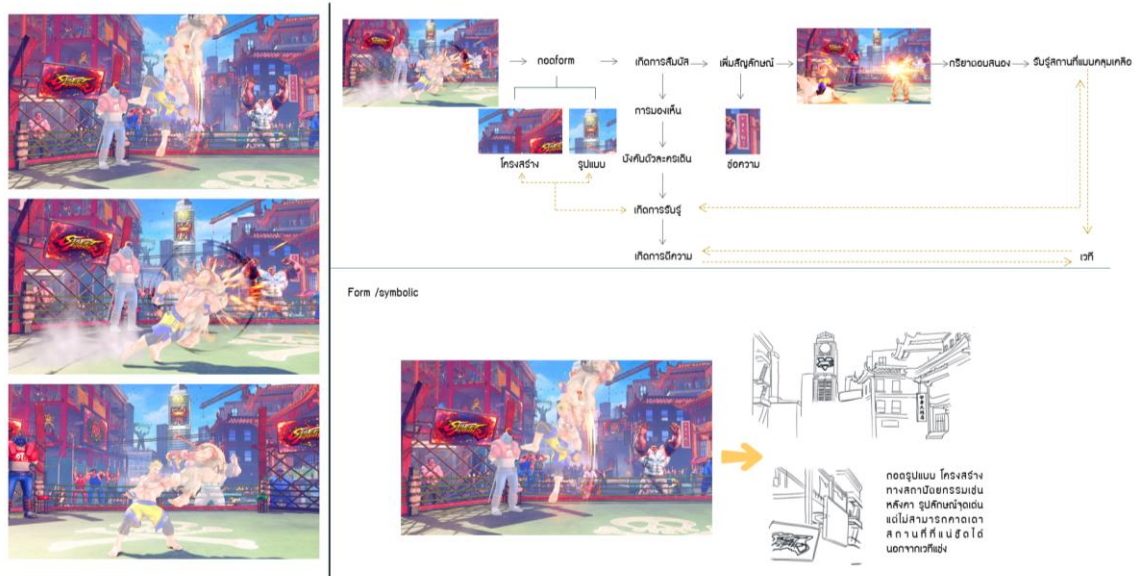 ถอดform
เกิดการสัมผัส
เพิ่มสัญลักษณ์
กริยาตอบสนอง
รับรู้สถานที่แบบคลุมเคลือ
การมองเห็น
โครงสร้าง
รูปแบบ
บังคับตัวละครเดิน
ข้อความ
เกิดการรับรู้
เกิดการตีความ
เวที
Form /symbolic
ถอดรูปแบบ โครงสร้าง
ทางสถาปัตยกรรมเช่น
หลังคา รูปลักษณ์จุดเด่น
แต่ไม่สามารถคาดเดา
สถานที่ที่แน่ชัดได้
นอกจากเวทีแข่ง